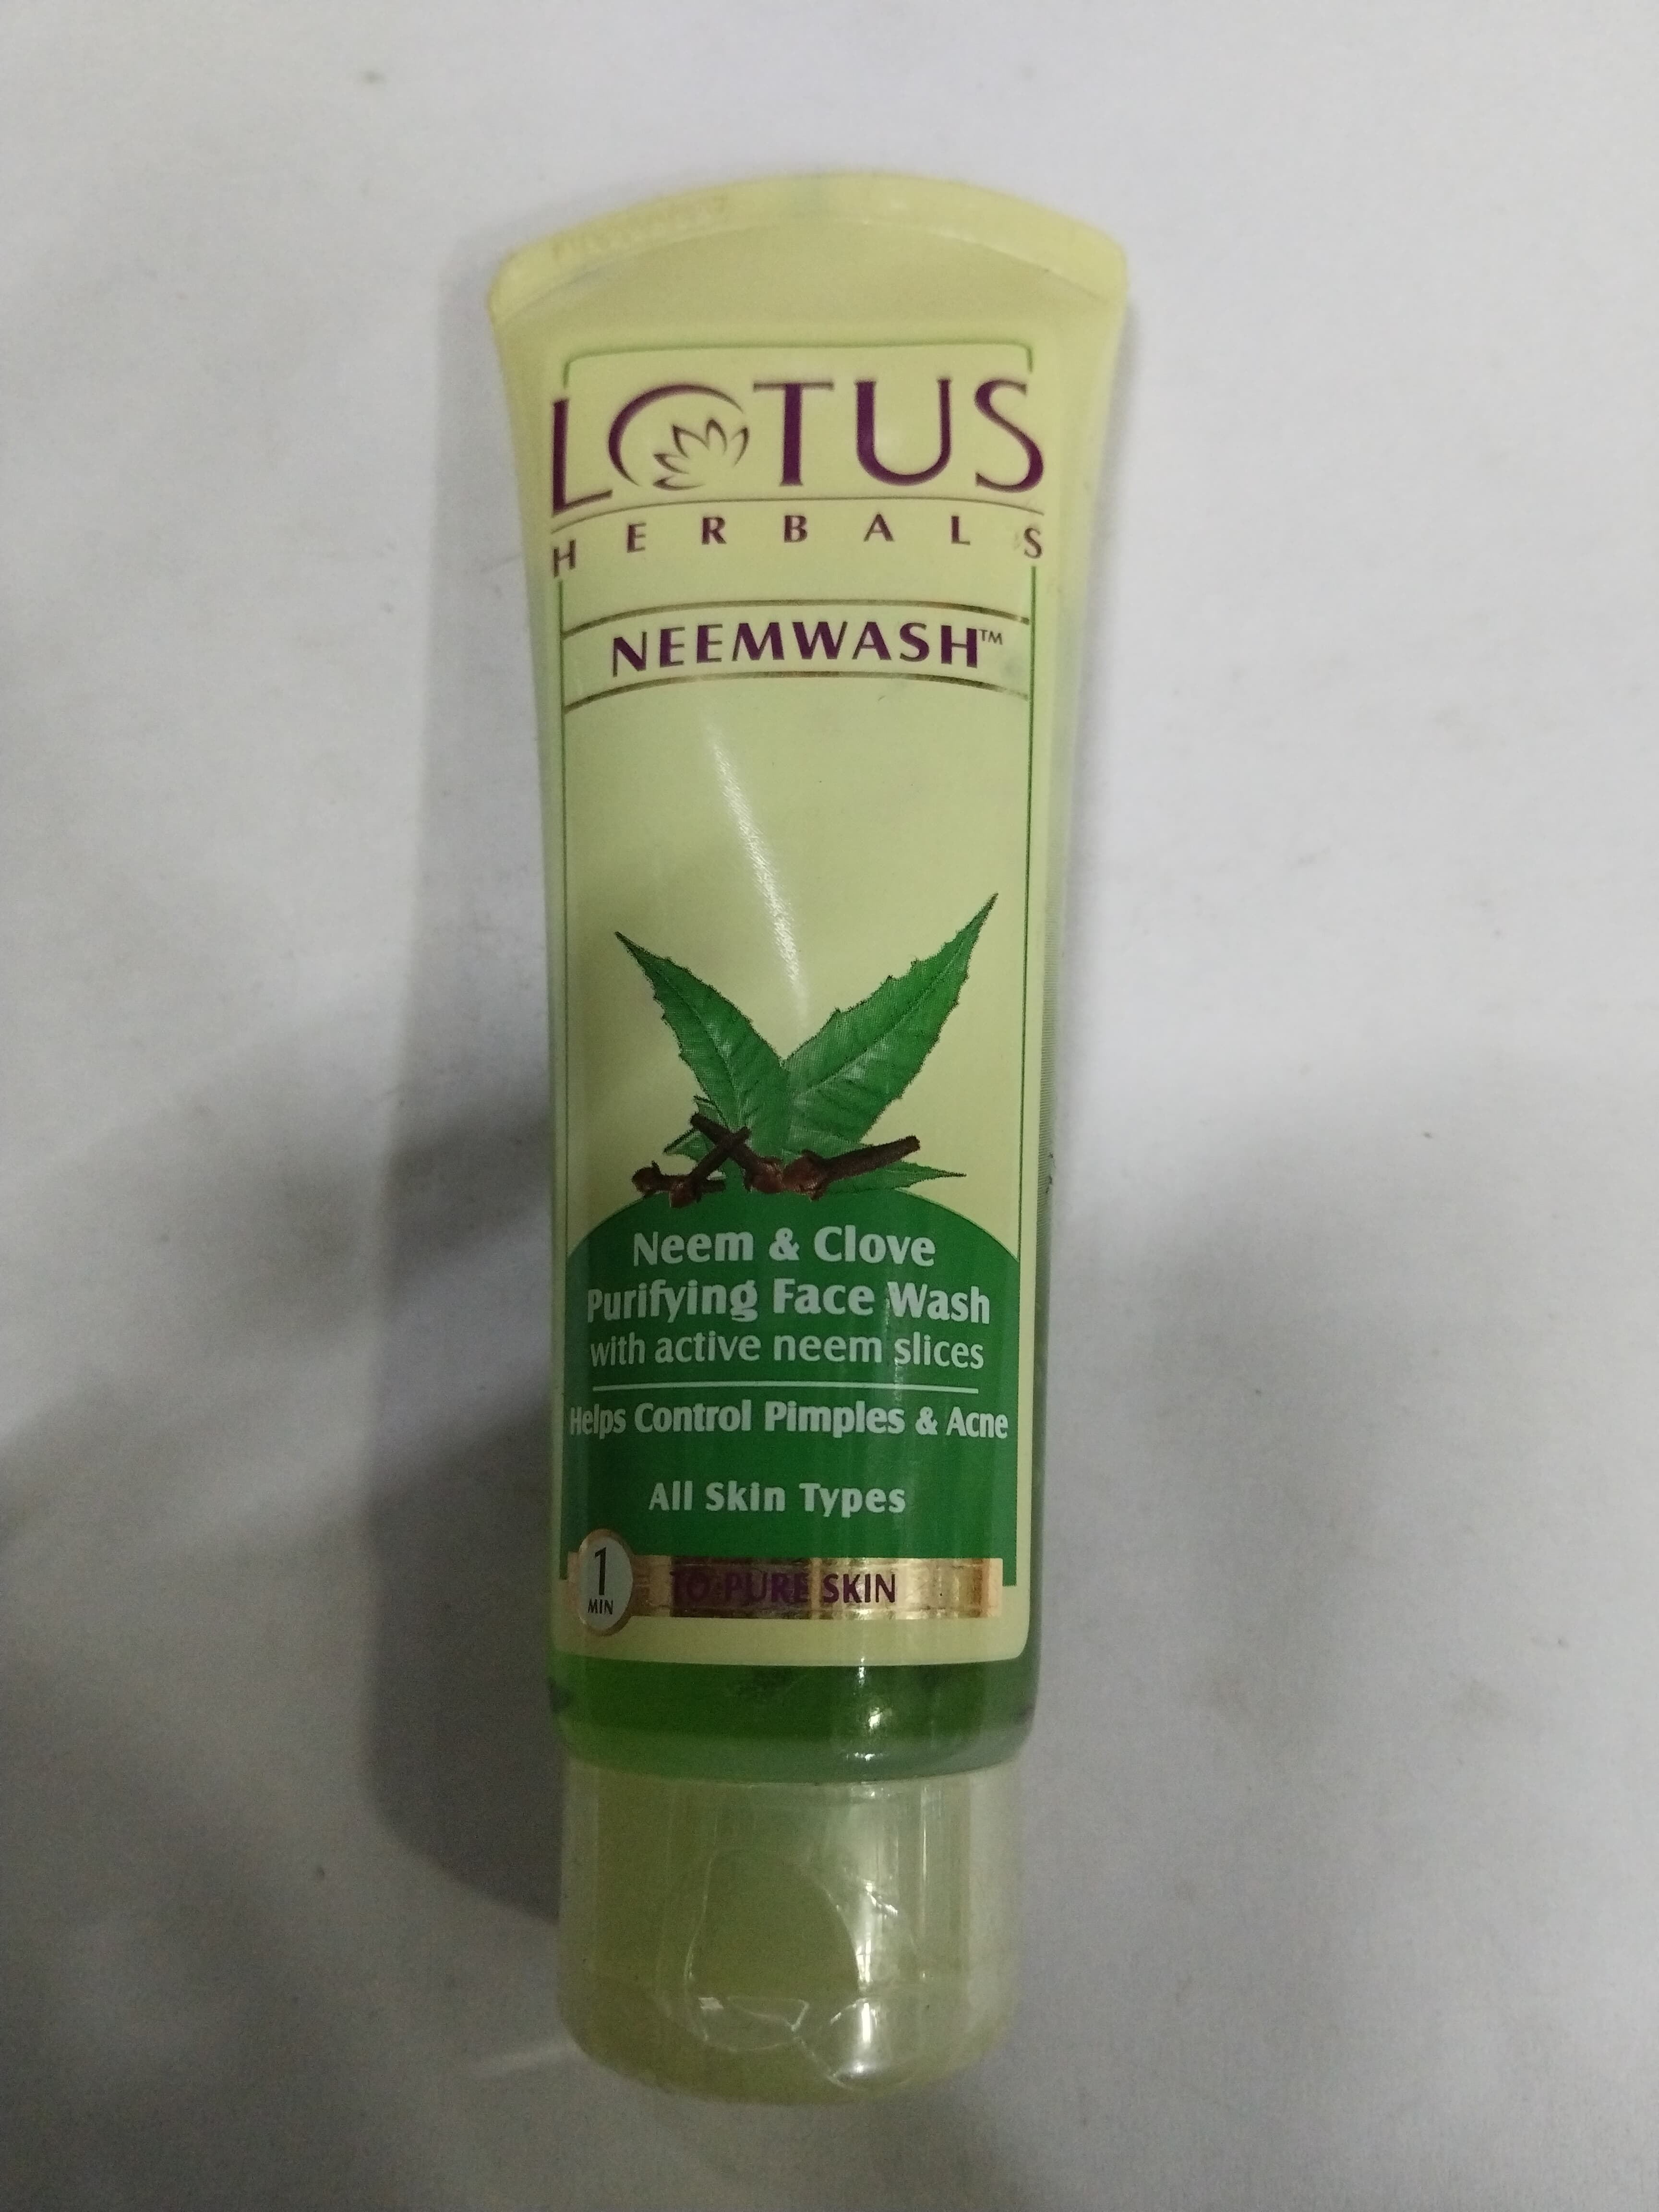 LOTUS
HERBALS
NEEMWASH™
Neem & Clove
Purifying Face Wash
with active neem slices
Helps Control Pimples & Acne
All Skin Types
1 MIN TO PURE SKIN